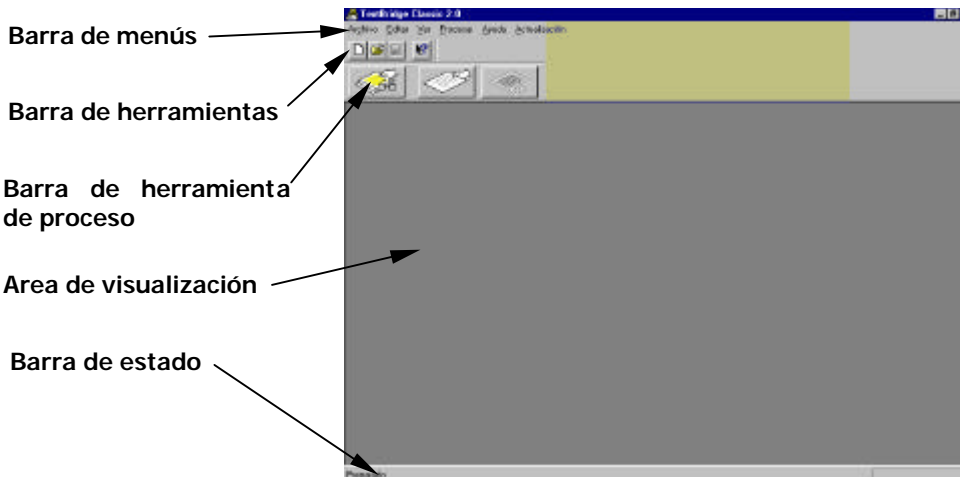 TextBridge Classic 2.0
Archivo Editar Ver Proceso Ayuda Actualización
Barra de menús
Barra de herramientas
Barra de herramienta
de proceso
Area de visualización
Barra de estado